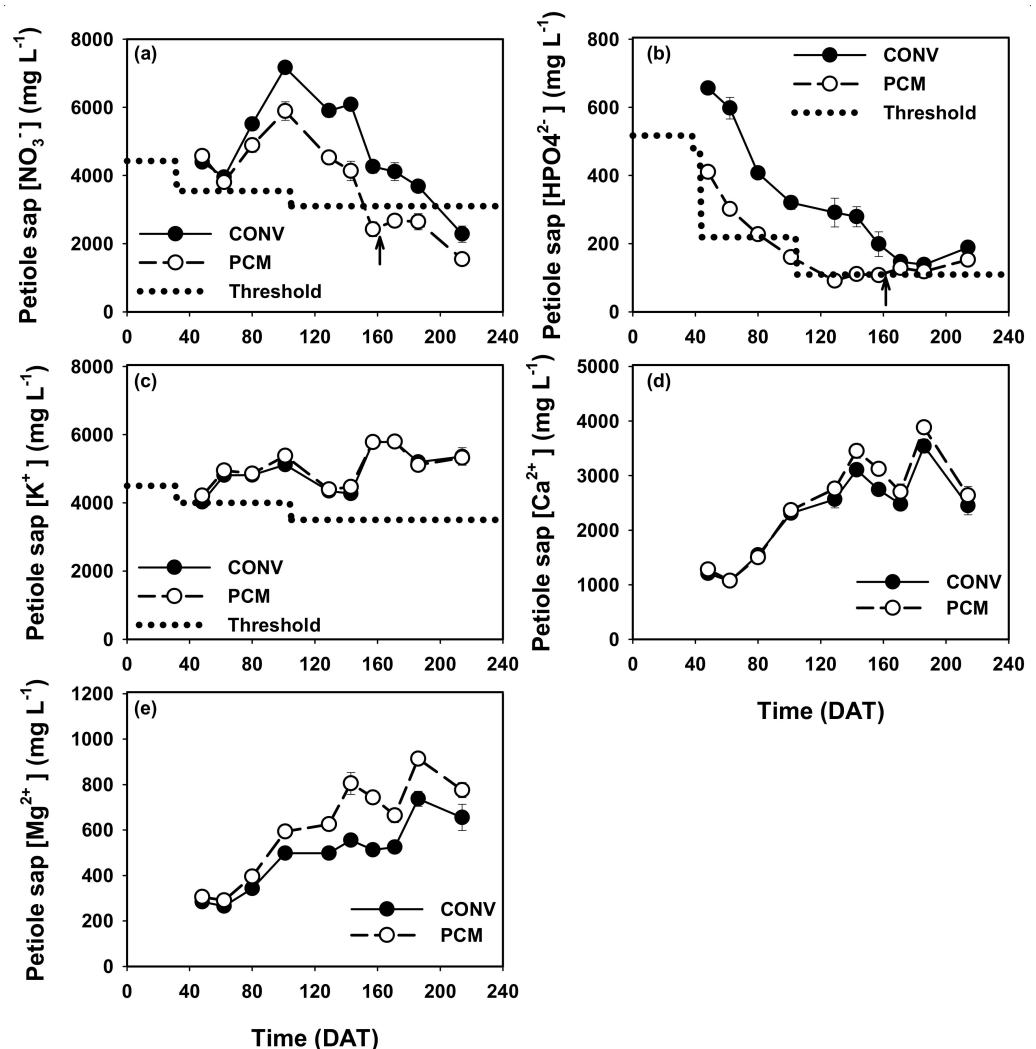 Petiole sap [NO₃⁻] (mg L⁻¹)
8000
6000
4000
2000
0
(a)
CONV
PCM
Threshold
0 40 80 120 160 200 240
Petiole sap [HPO4²⁻] (mg L⁻¹)
800
600
400
200
0
(b)
CONV
PCM
Threshold
0 40 80 120 160 200 240
Petiole sap [K⁺] (mg L⁻¹)
8000
6000
4000
2000
0
(c)
CONV
PCM
Threshold
0 40 80 120 160 200 240
Petiole sap [Ca²⁺] (mg L⁻¹)
5000
4000
3000
2000
1000
0
(d)
CONV
PCM
0 40 80 120 160 200 240
Time (DAT)
Petiole sap [Mg²⁺] (mg L⁻¹)
1200
1000
800
600
400
200
0
(e)
CONV
PCM
0 40 80 120 160 200 240
Time (DAT)